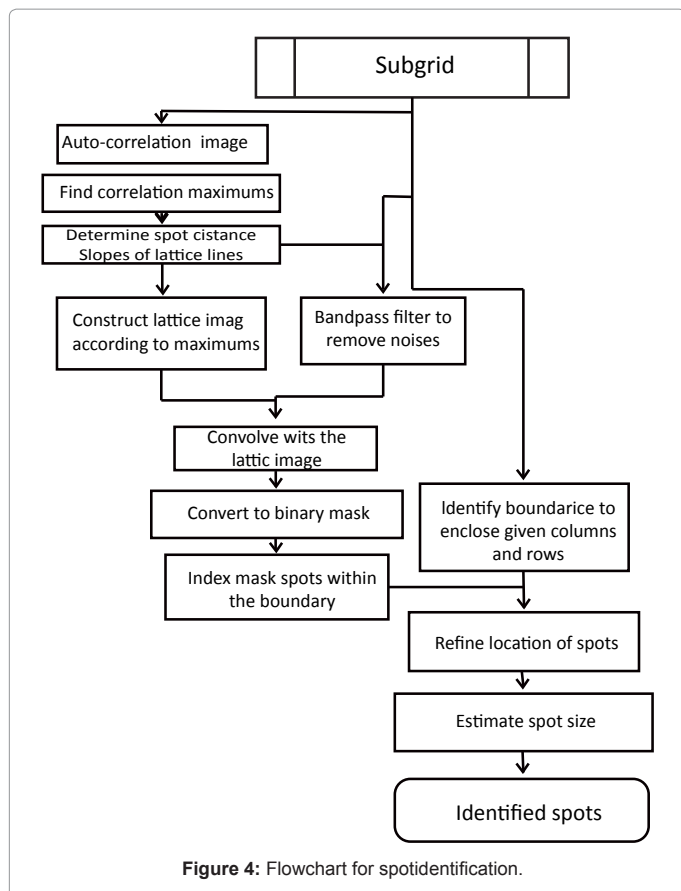 Subgrid
Auto-correlation image
Find correlation maximums
Determine spot cistance
Slopes of lattice lines
Construct lattice imag
according to maximums
Bandpass filter to
remove noises
Convolve wits the
lattic image
Convert to binary mask
Identify boundarice to
enclose given columns
and rows
Index mask spots within
the boundary
Refine location of spots
Estimate spot size
Identified spots
Figure 4: Flowchart for spotidentification.